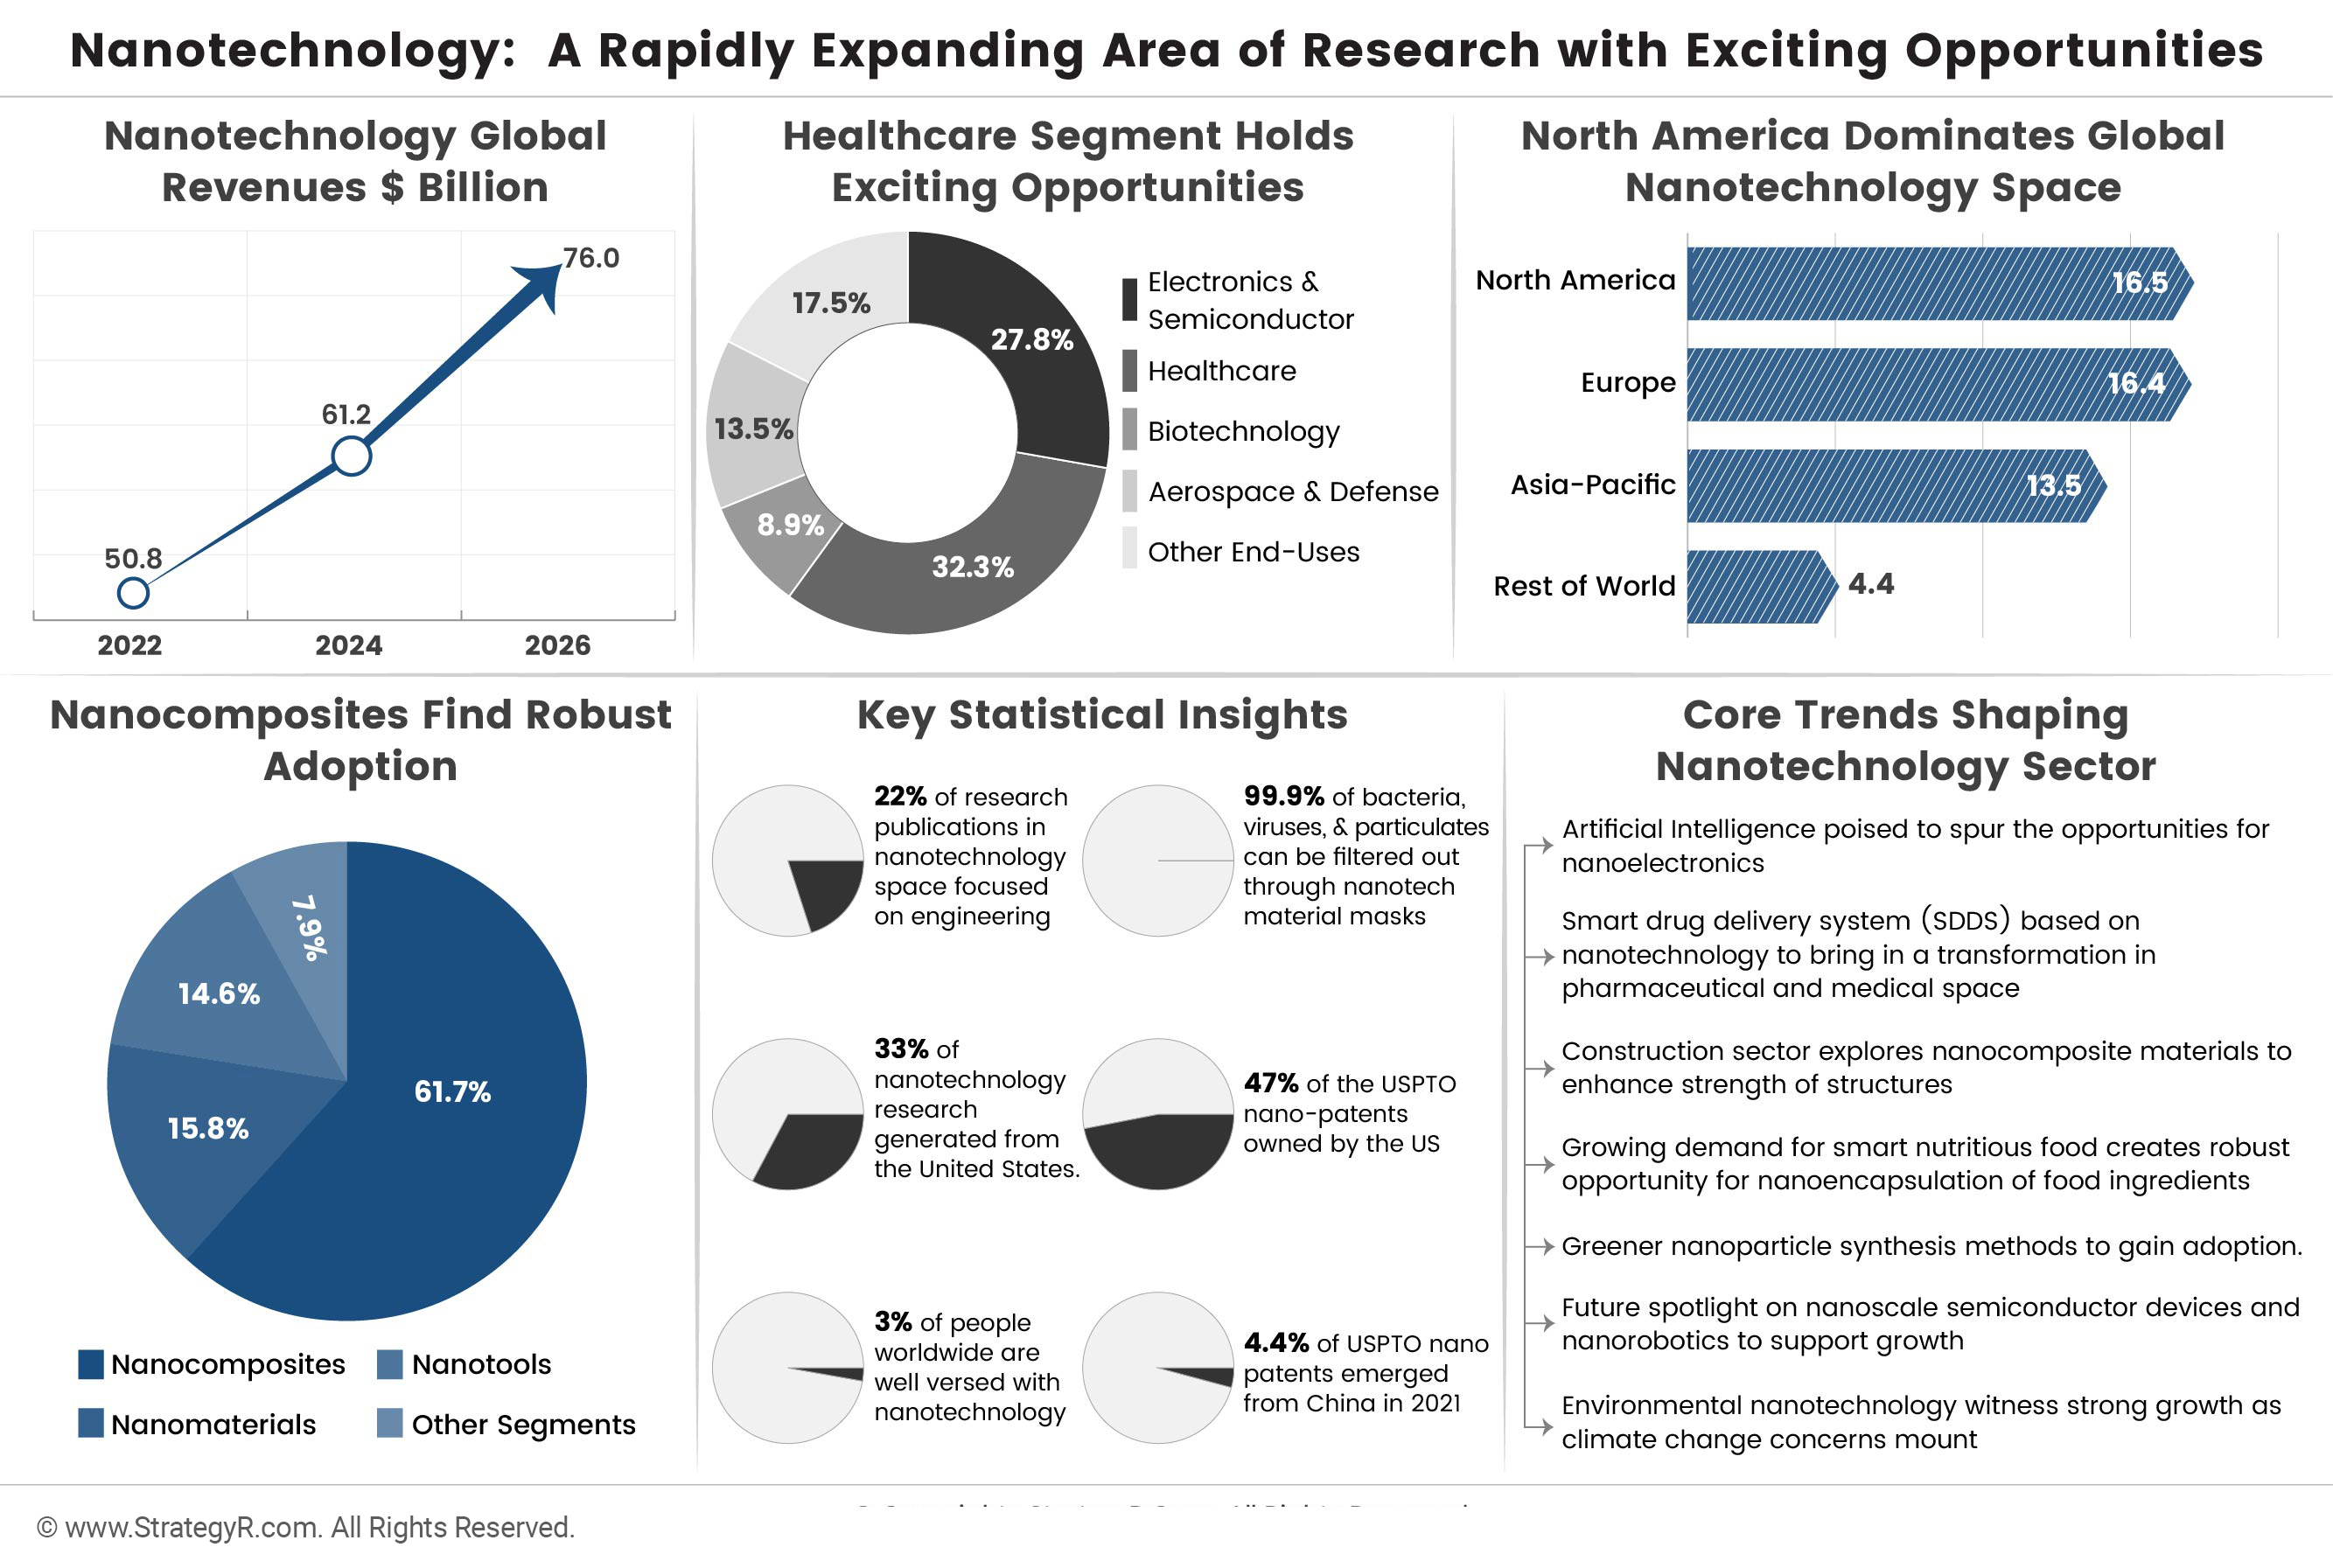 Nanotechnology: A Rapidly Expanding Area of Research with Exciting Opportunities
Nanotechnology Global
Revenues $ Billion
76.0
61.2
50.8
2022
2024
2026
Healthcare Segment Holds
Exciting Opportunities
17.5%
27.8%
13.5%
8.9%
32.3%
Electronics &
Semiconductor
Healthcare
Biotechnology
Aerospace & Defense
Other End-Uses
North America Dominates Global
Nanotechnology Space
North America
16.5
Europe
16.4
Asia-Pacific
13.5
Rest of World
4.4
Nanocomposites Find Robust
Adoption
7.9%
14.6%
61.7%
15.8%
Nanocomposites
Nanotools
Nanomaterials
Other Segments
Key Statistical Insights
22% of research
publications in
nanotechnology
space focused
on engineering
99.9% of bacteria,
viruses, & particulates
can be filtered out
through nanotech
material masks
33% of
nanotechnology
research
generated from
the United States.
47% of the USPTO
nano-patents
owned by the US
3% of people
worldwide are
well versed with
nanotechnology
4.4% of USPTO nano
patents emerged
from China in 2021
Core Trends Shaping
Nanotechnology Sector
Artificial Intelligence poised to spur the opportunities for
nanoelectronics
Smart drug delivery system (SDDS) based on
nanotechnology to bring in a transformation in
pharmaceutical and medical space
Construction sector explores nanocomposite materials to
enhance strength of structures
Growing demand for smart nutritious food creates robust
opportunity for nanoencapsulation of food ingredients
Greener nanoparticle synthesis methods to gain adoption.
Future spotlight on nanoscale semiconductor devices and
nanorobotics to support growth
Environmental nanotechnology witness strong growth as
climate change concerns mount
© www.StrategyR.com. All Rights Reserved.